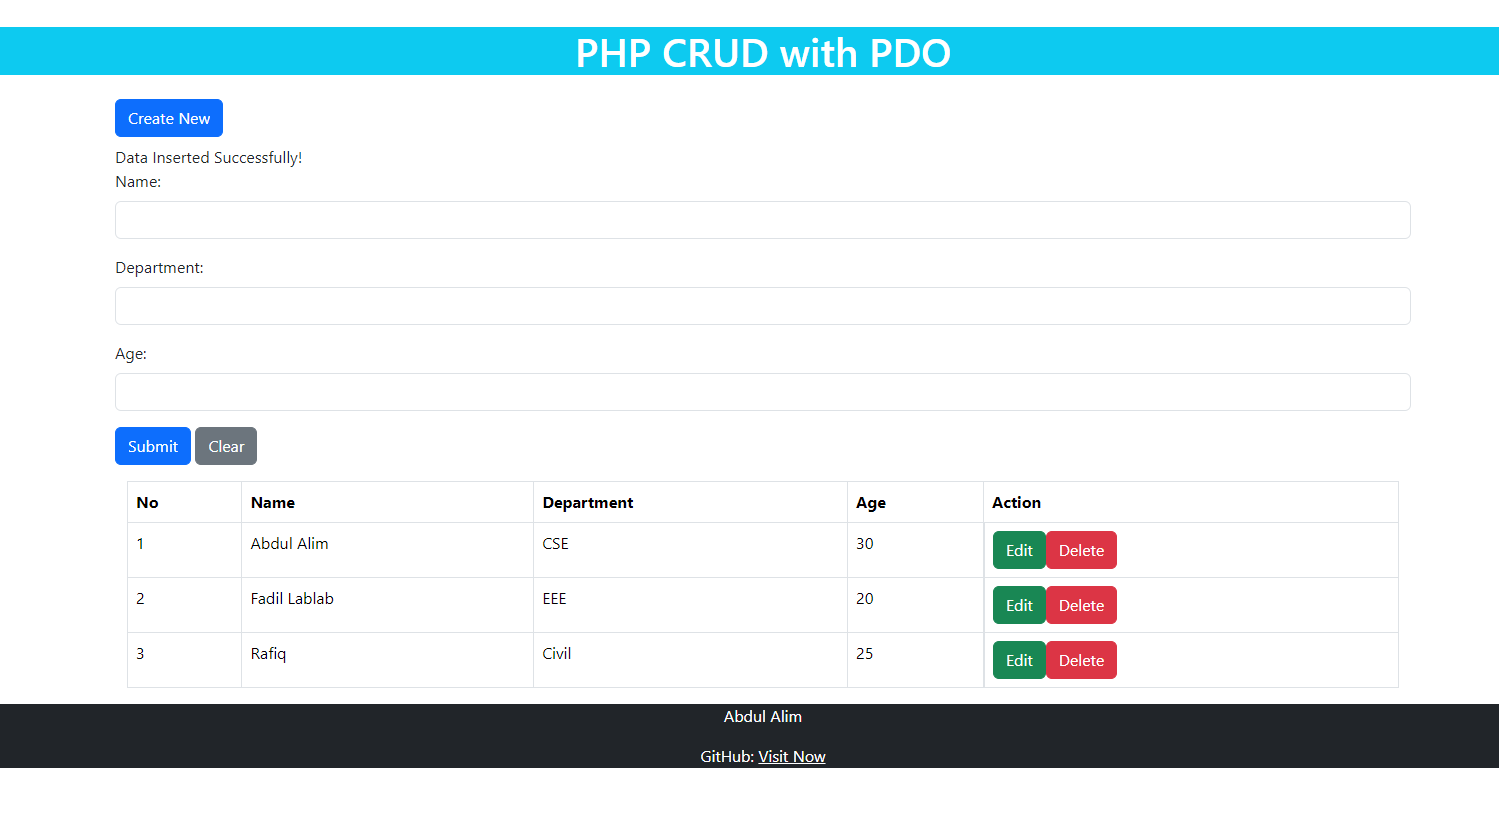 PHP CRUD with PDO
Create New
Data Inserted Successfully!
Name:
Department:
Age:
Submit Clear
No Name Department Age Action
1 Abdul Alim CSE 30 Edit Delete
2 Fadil Lablab EEE 20 Edit Delete
3 Rafiq Civil 25 Edit Delete
Abdul Alim
GitHub: Visit Now